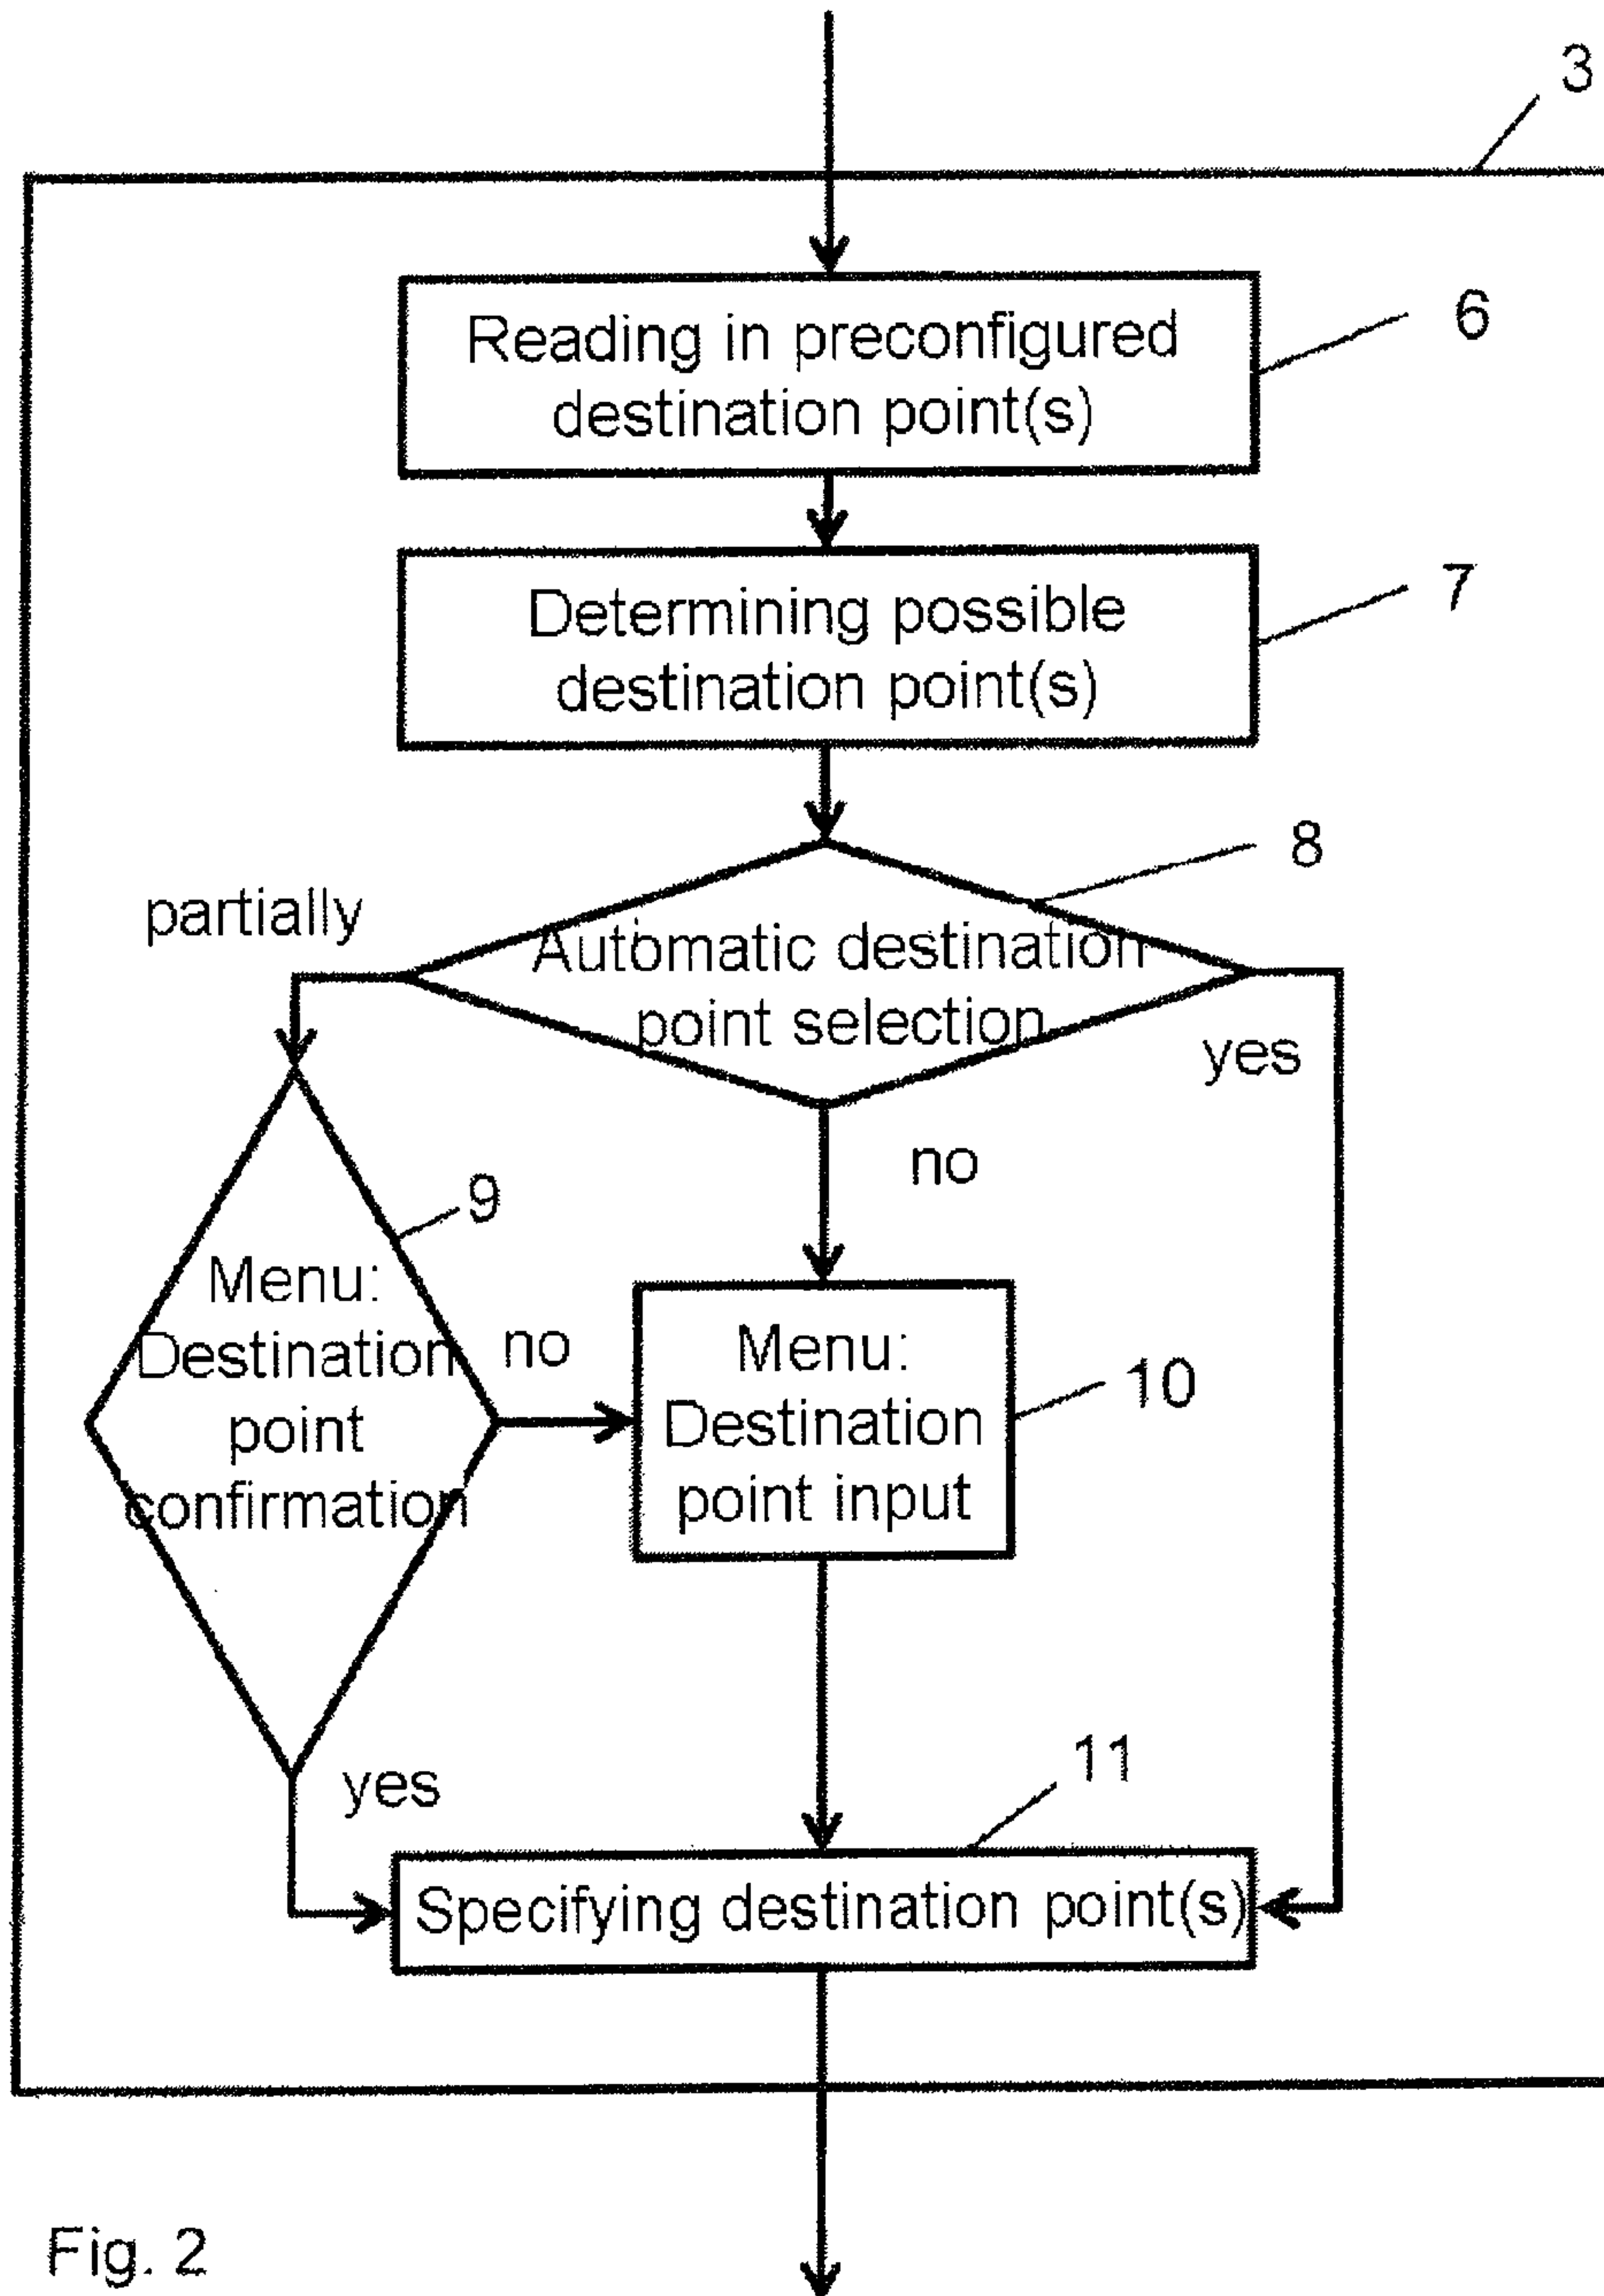 3
Reading in preconfigured
destination point(s)
6
Determining possible
destination point(s)
7
8
partially
Automatic destination
point selection
yes
no
9
Menu:
Destination
point
confirmation
no
Menu:
Destination
point input
10
yes
11
Specifying destination point(s)
Fig. 2